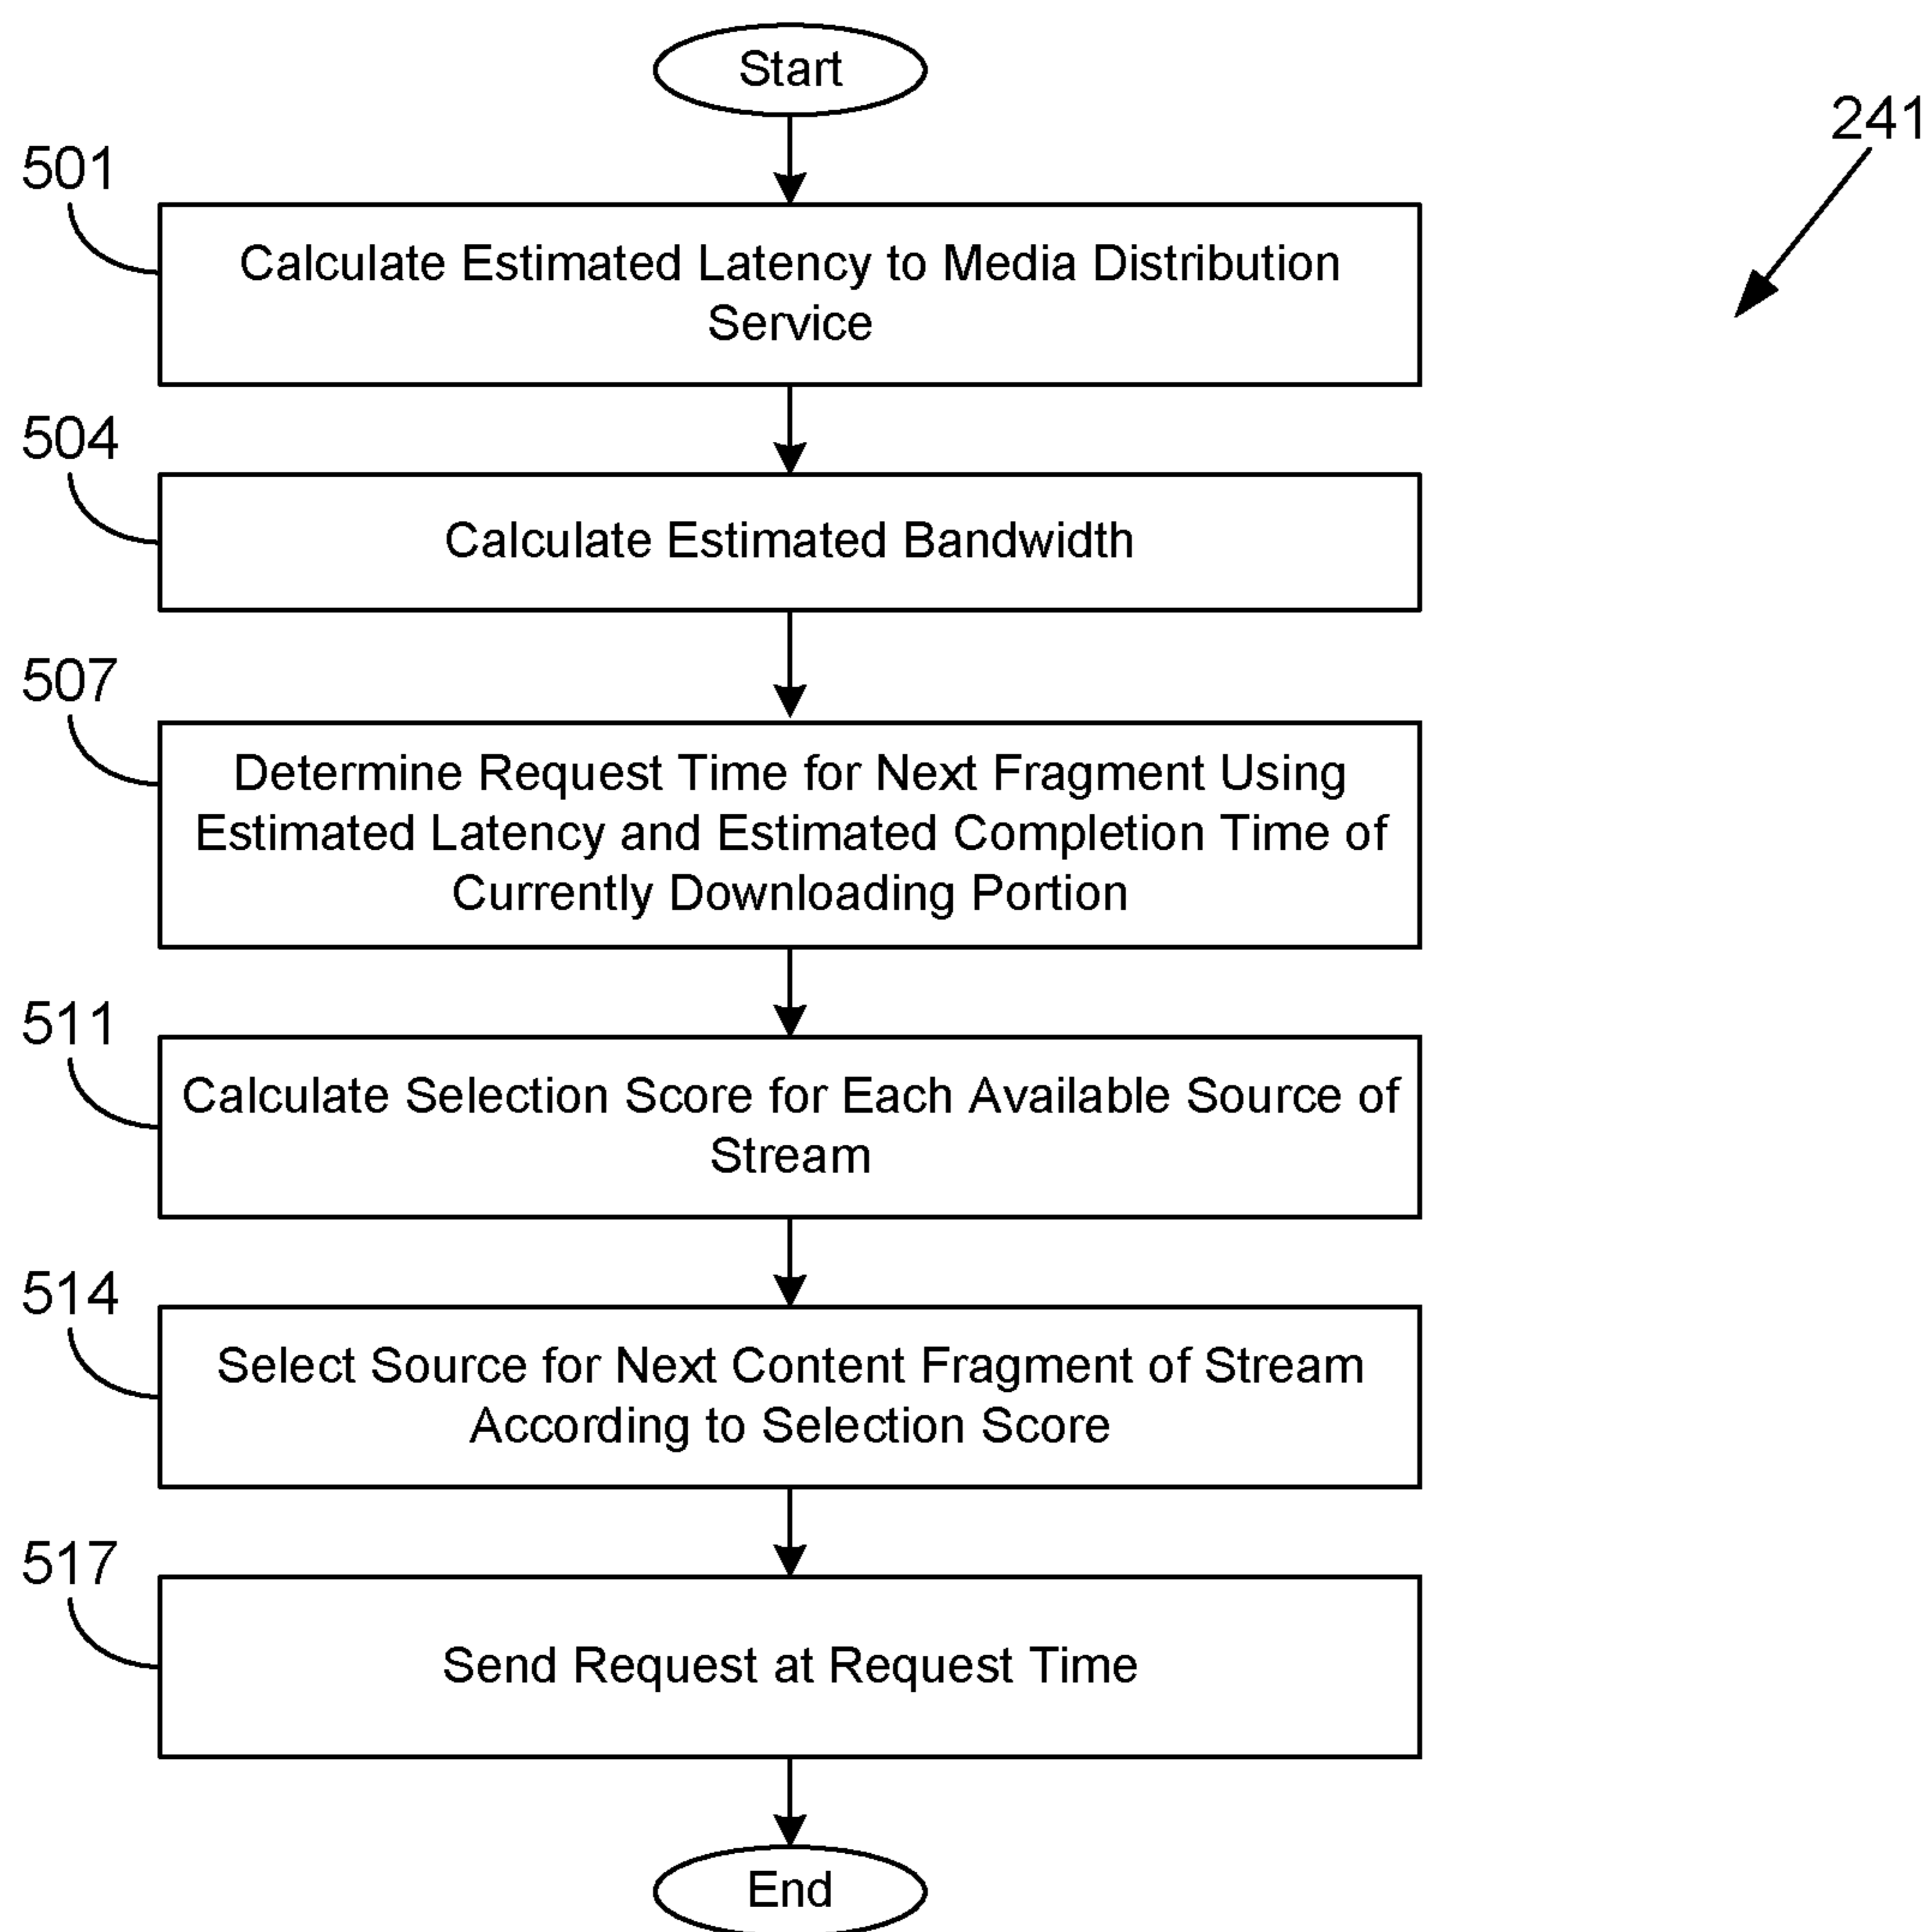 Start
241
501
Calculate Estimated Latency to Media Distribution
Service
504
Calculate Estimated Bandwidth
507
Determine Request Time for Next Fragment Using
Estimated Latency and Estimated Completion Time of
Currently Downloading Portion
511
Calculate Selection Score for Each Available Source of
Stream
514
Select Source for Next Content Fragment of Stream
According to Selection Score
517
Send Request at Request Time
End